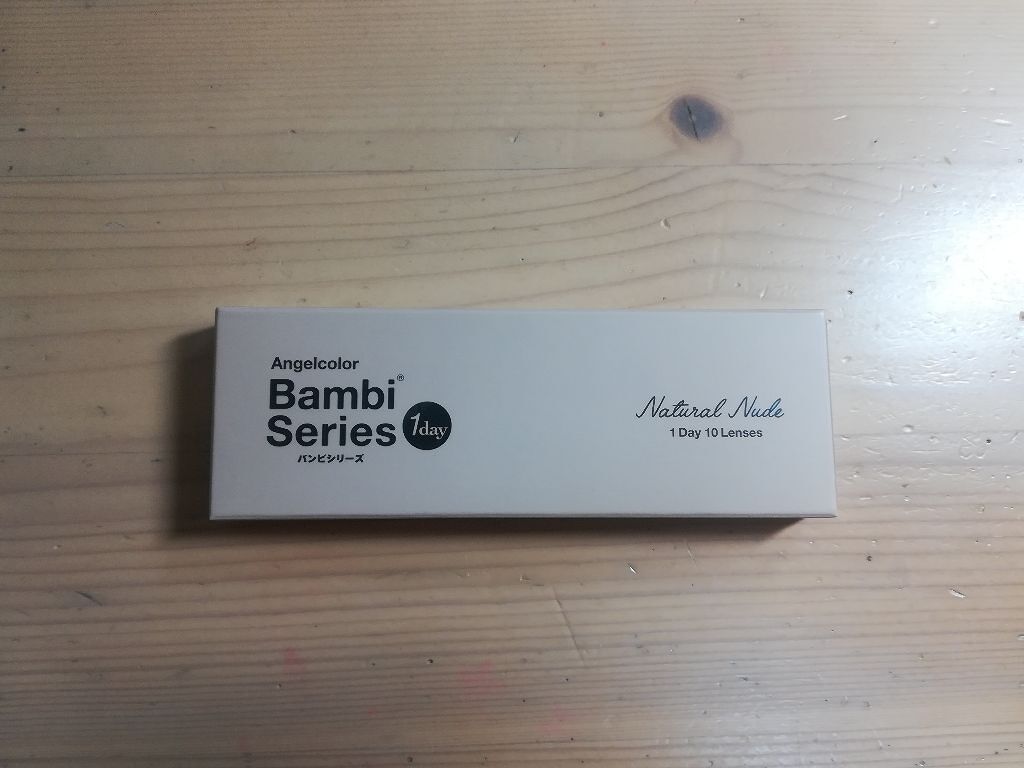 Angelcolor
Bambi®
Series 1day
バンビシリーズ
Natural Nude
1 Day 10 Lenses